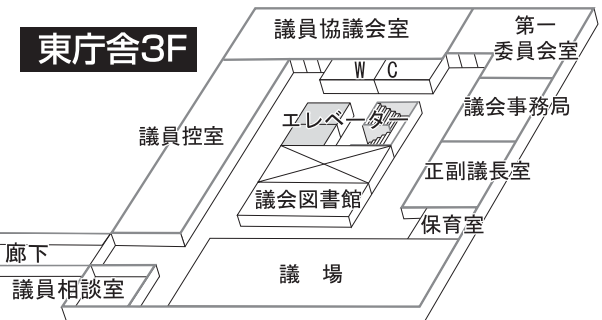 東庁舎3F
議員協議会室
第一
委員会室
WC
エレベーター
議会事務局
議員控室
正副議長室
議会図書館
保育室
廊下
議員相談室
議 場